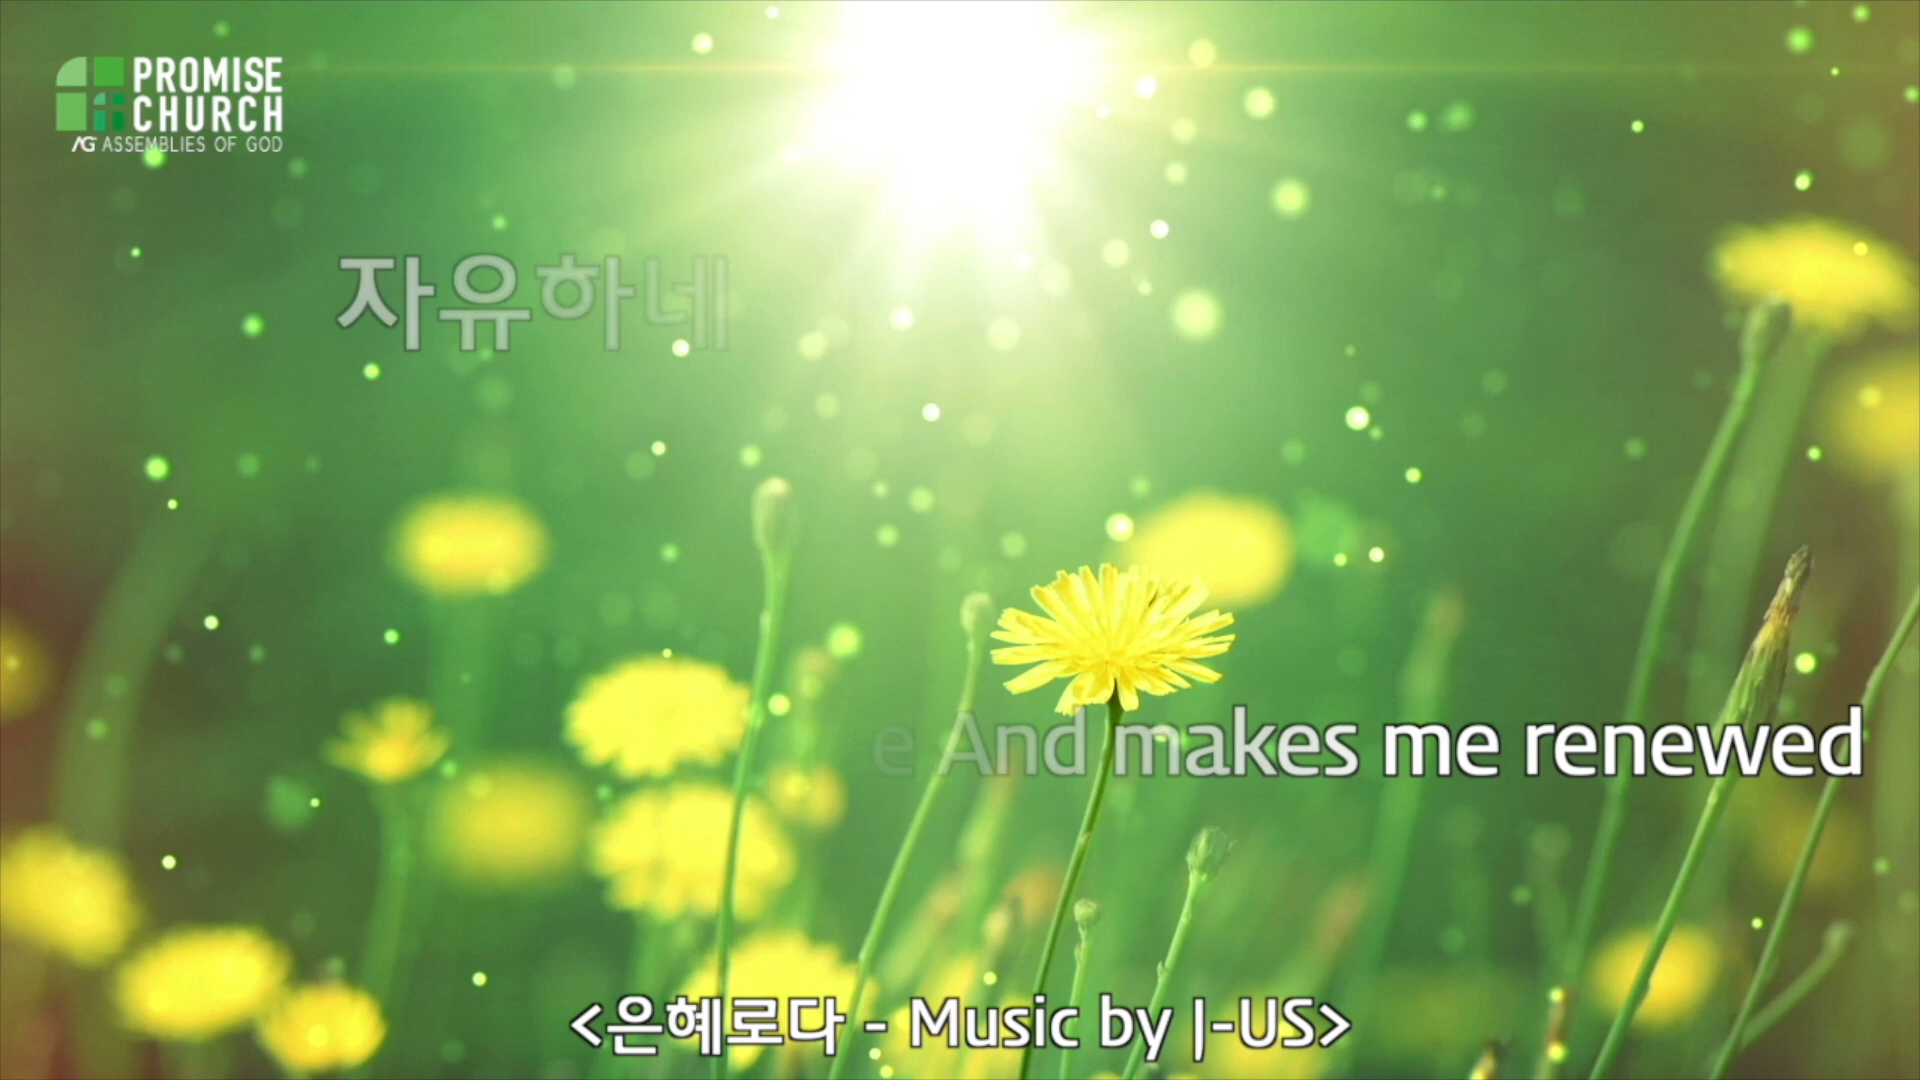 PROMISE
CHURCH
AG ASSEMBLIES OF GOD
자유하네
e And makes me renewed
<은혜로다 - Music by J-US>